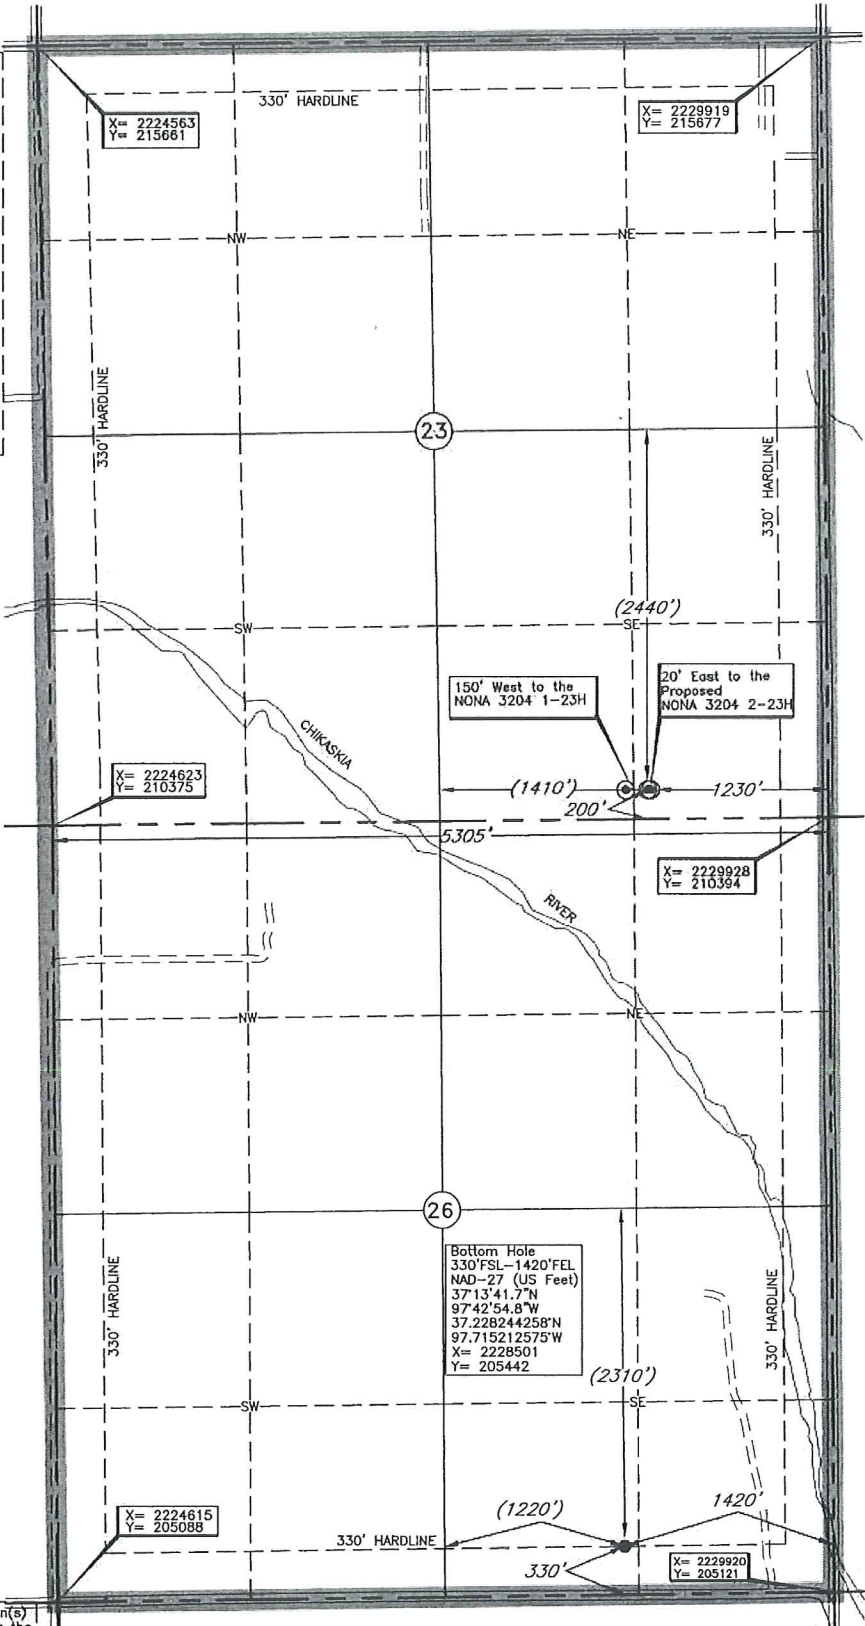 330' HARDLINE
X= 2224563
Y= 215661
X= 2229919
Y= 215677
NW
NE
330' HARDLINE
23
330' HARDLINE
(2440')
SW
SE
150' West to the
NONA 3204 1-23H
20' East to the
Proposed
NONA 3204 2-23H
CHIKASKIA
X= 2224623
Y= 210375
(1410')
1230'
200'
5305'
X= 2229928
Y= 210394
RIVER
NW
NE
26
Bottom Hole
330'FSL-1420'FEL
NAD-27 (US Feet)
37°13'41.7"N
97°42'54.8"W
37.228244258°N
97.715212575°W
X= 2228501
Y= 205442
330' HARDLINE
330' HARDLINE
(2310')
SW
SE
X= 2224615
Y= 205088
(1220')
1420'
330' HARDLINE
330'
X= 2229920
Y= 205121
n(s)